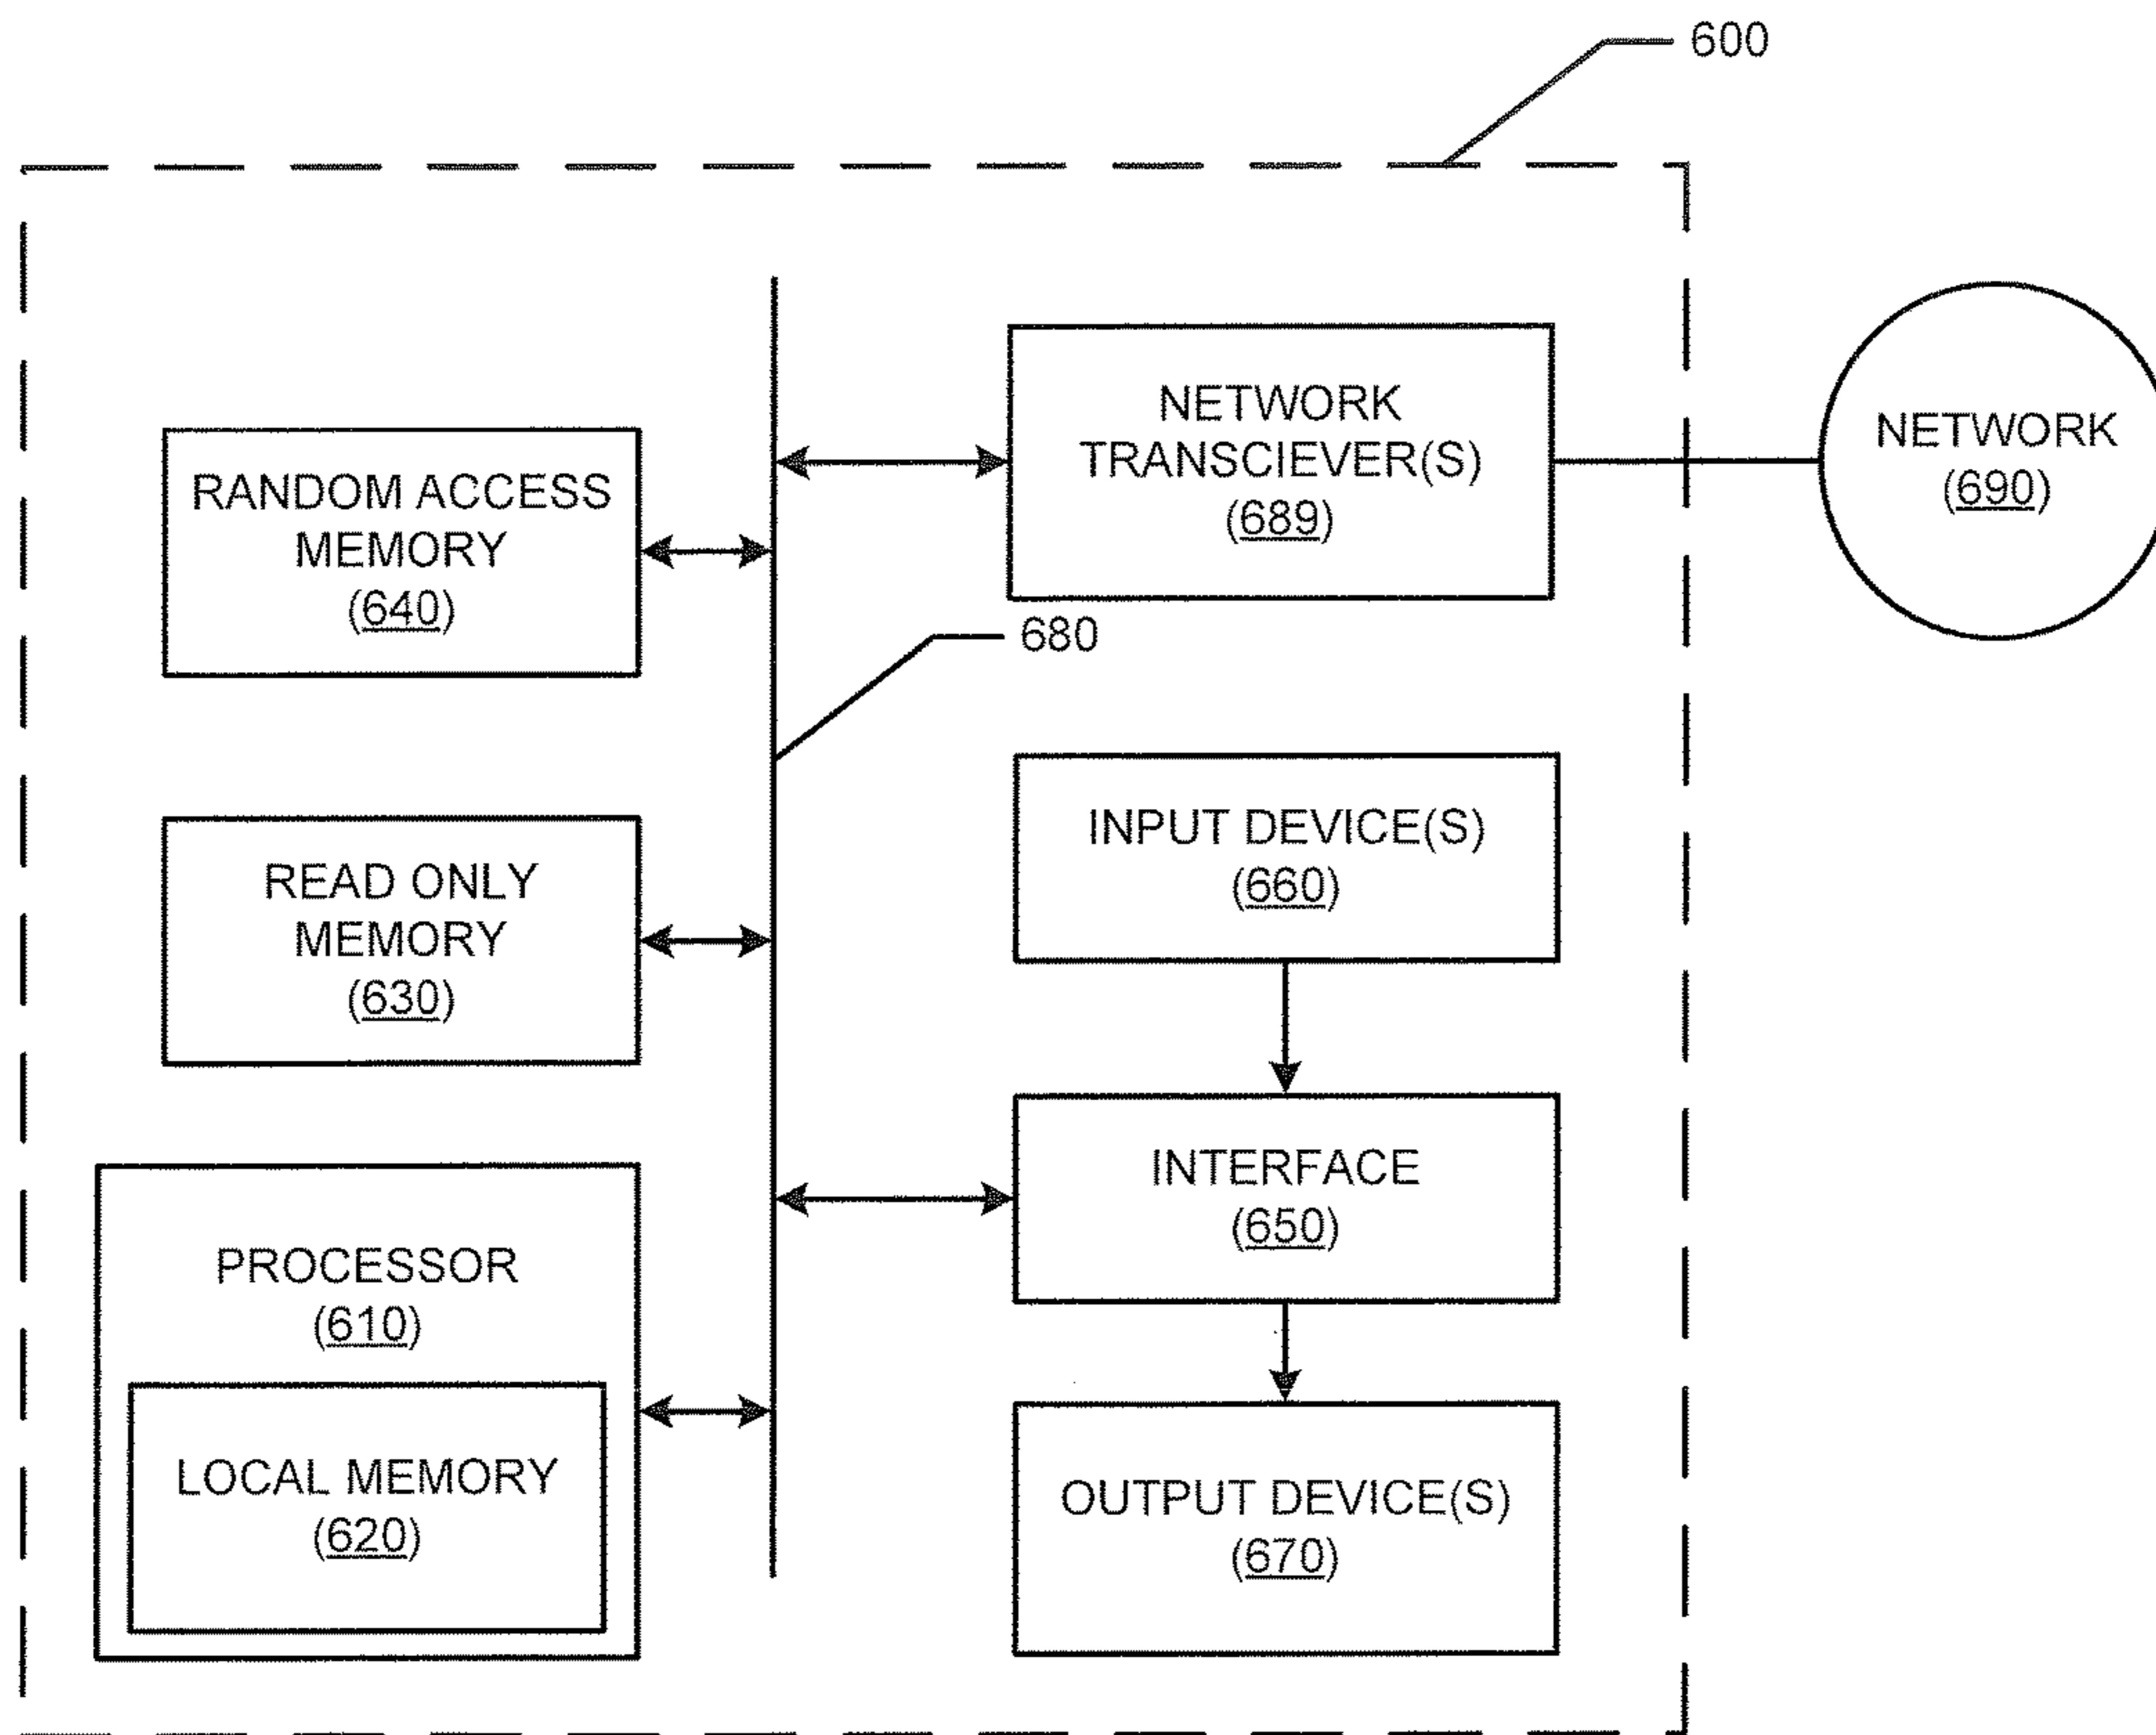 600
NETWORK
TRANSCIEVER(S)
(689)
NETWORK
(690)
RANDOM ACCESS
MEMORY
(640)
680
INPUT DEVICE(S)
(660)
READ ONLY
MEMORY
(630)
INTERFACE
(650)
PROCESSOR
(610)
LOCAL MEMORY
(620)
OUTPUT DEVICE(S)
(670)